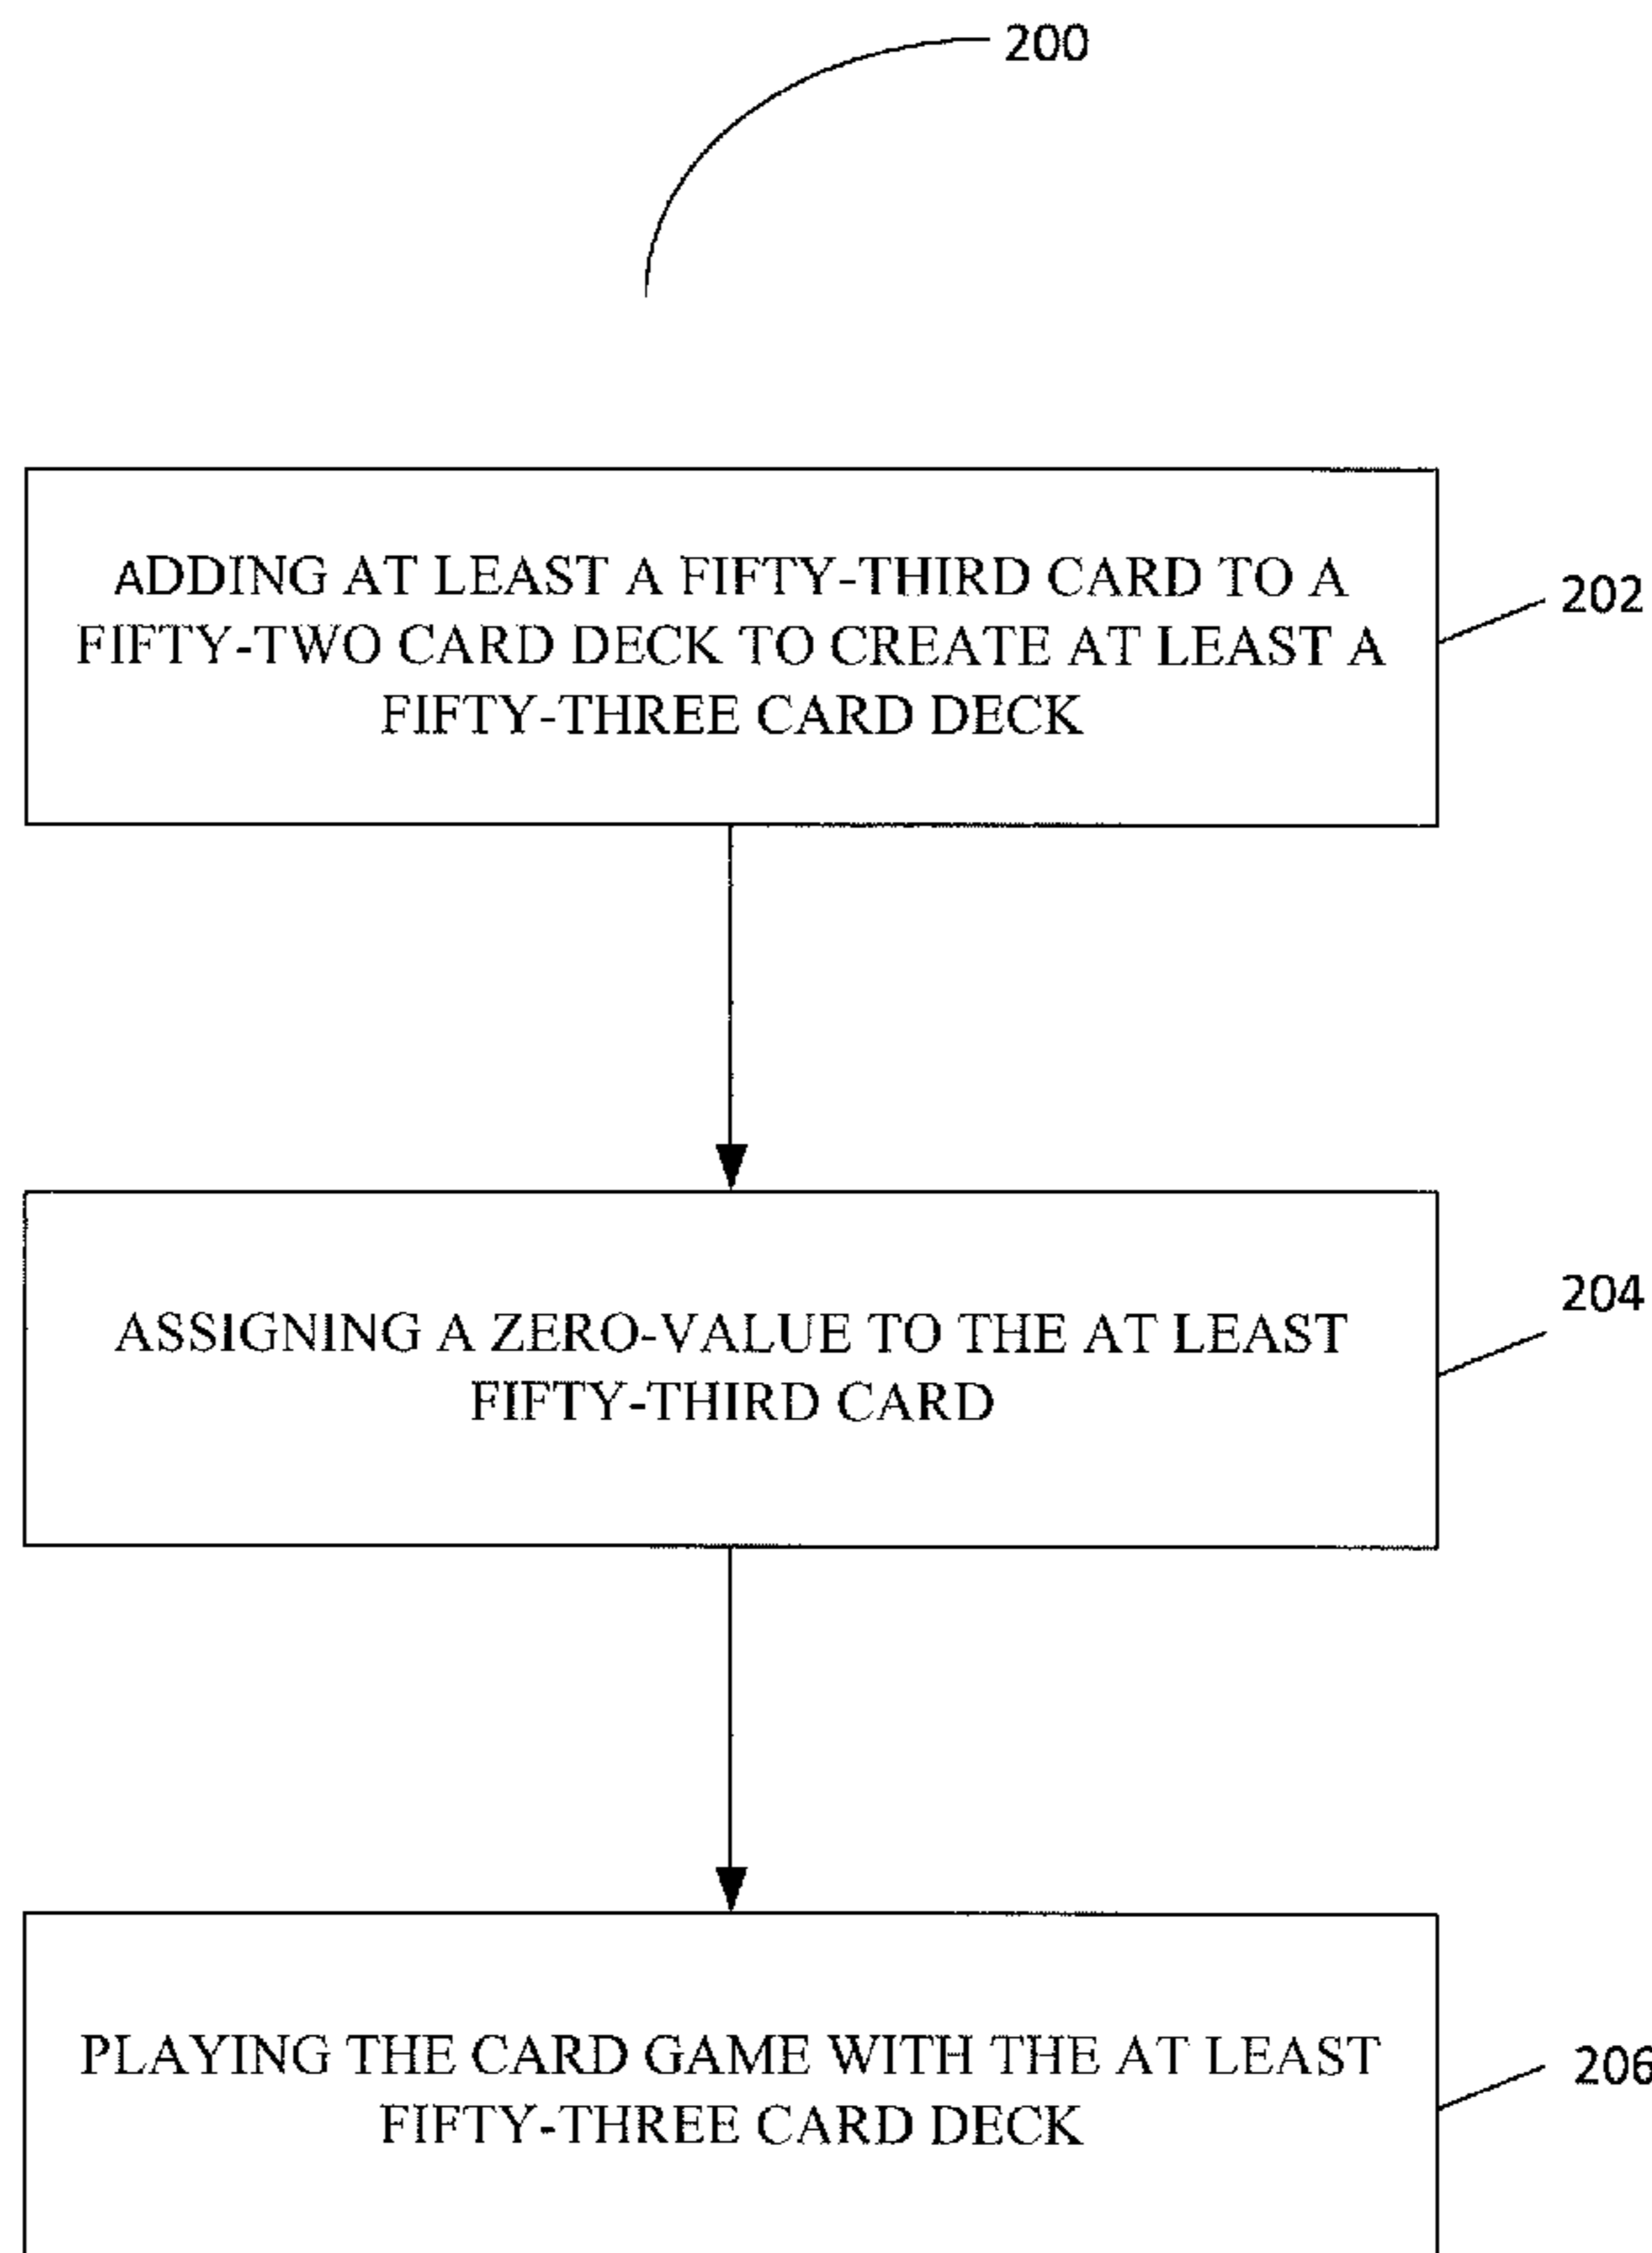 200
ADDING AT LEAST A FIFTY-THIRD CARD TO A
FIFTY-TWO CARD DECK TO CREATE AT LEAST A
FIFTY-THREE CARD DECK
202
ASSIGNING A ZERO-VALUE TO THE AT LEAST
FIFTY-THIRD CARD
204
PLAYING THE CARD GAME WITH THE AT LEAST
FIFTY-THREE CARD DECK
206